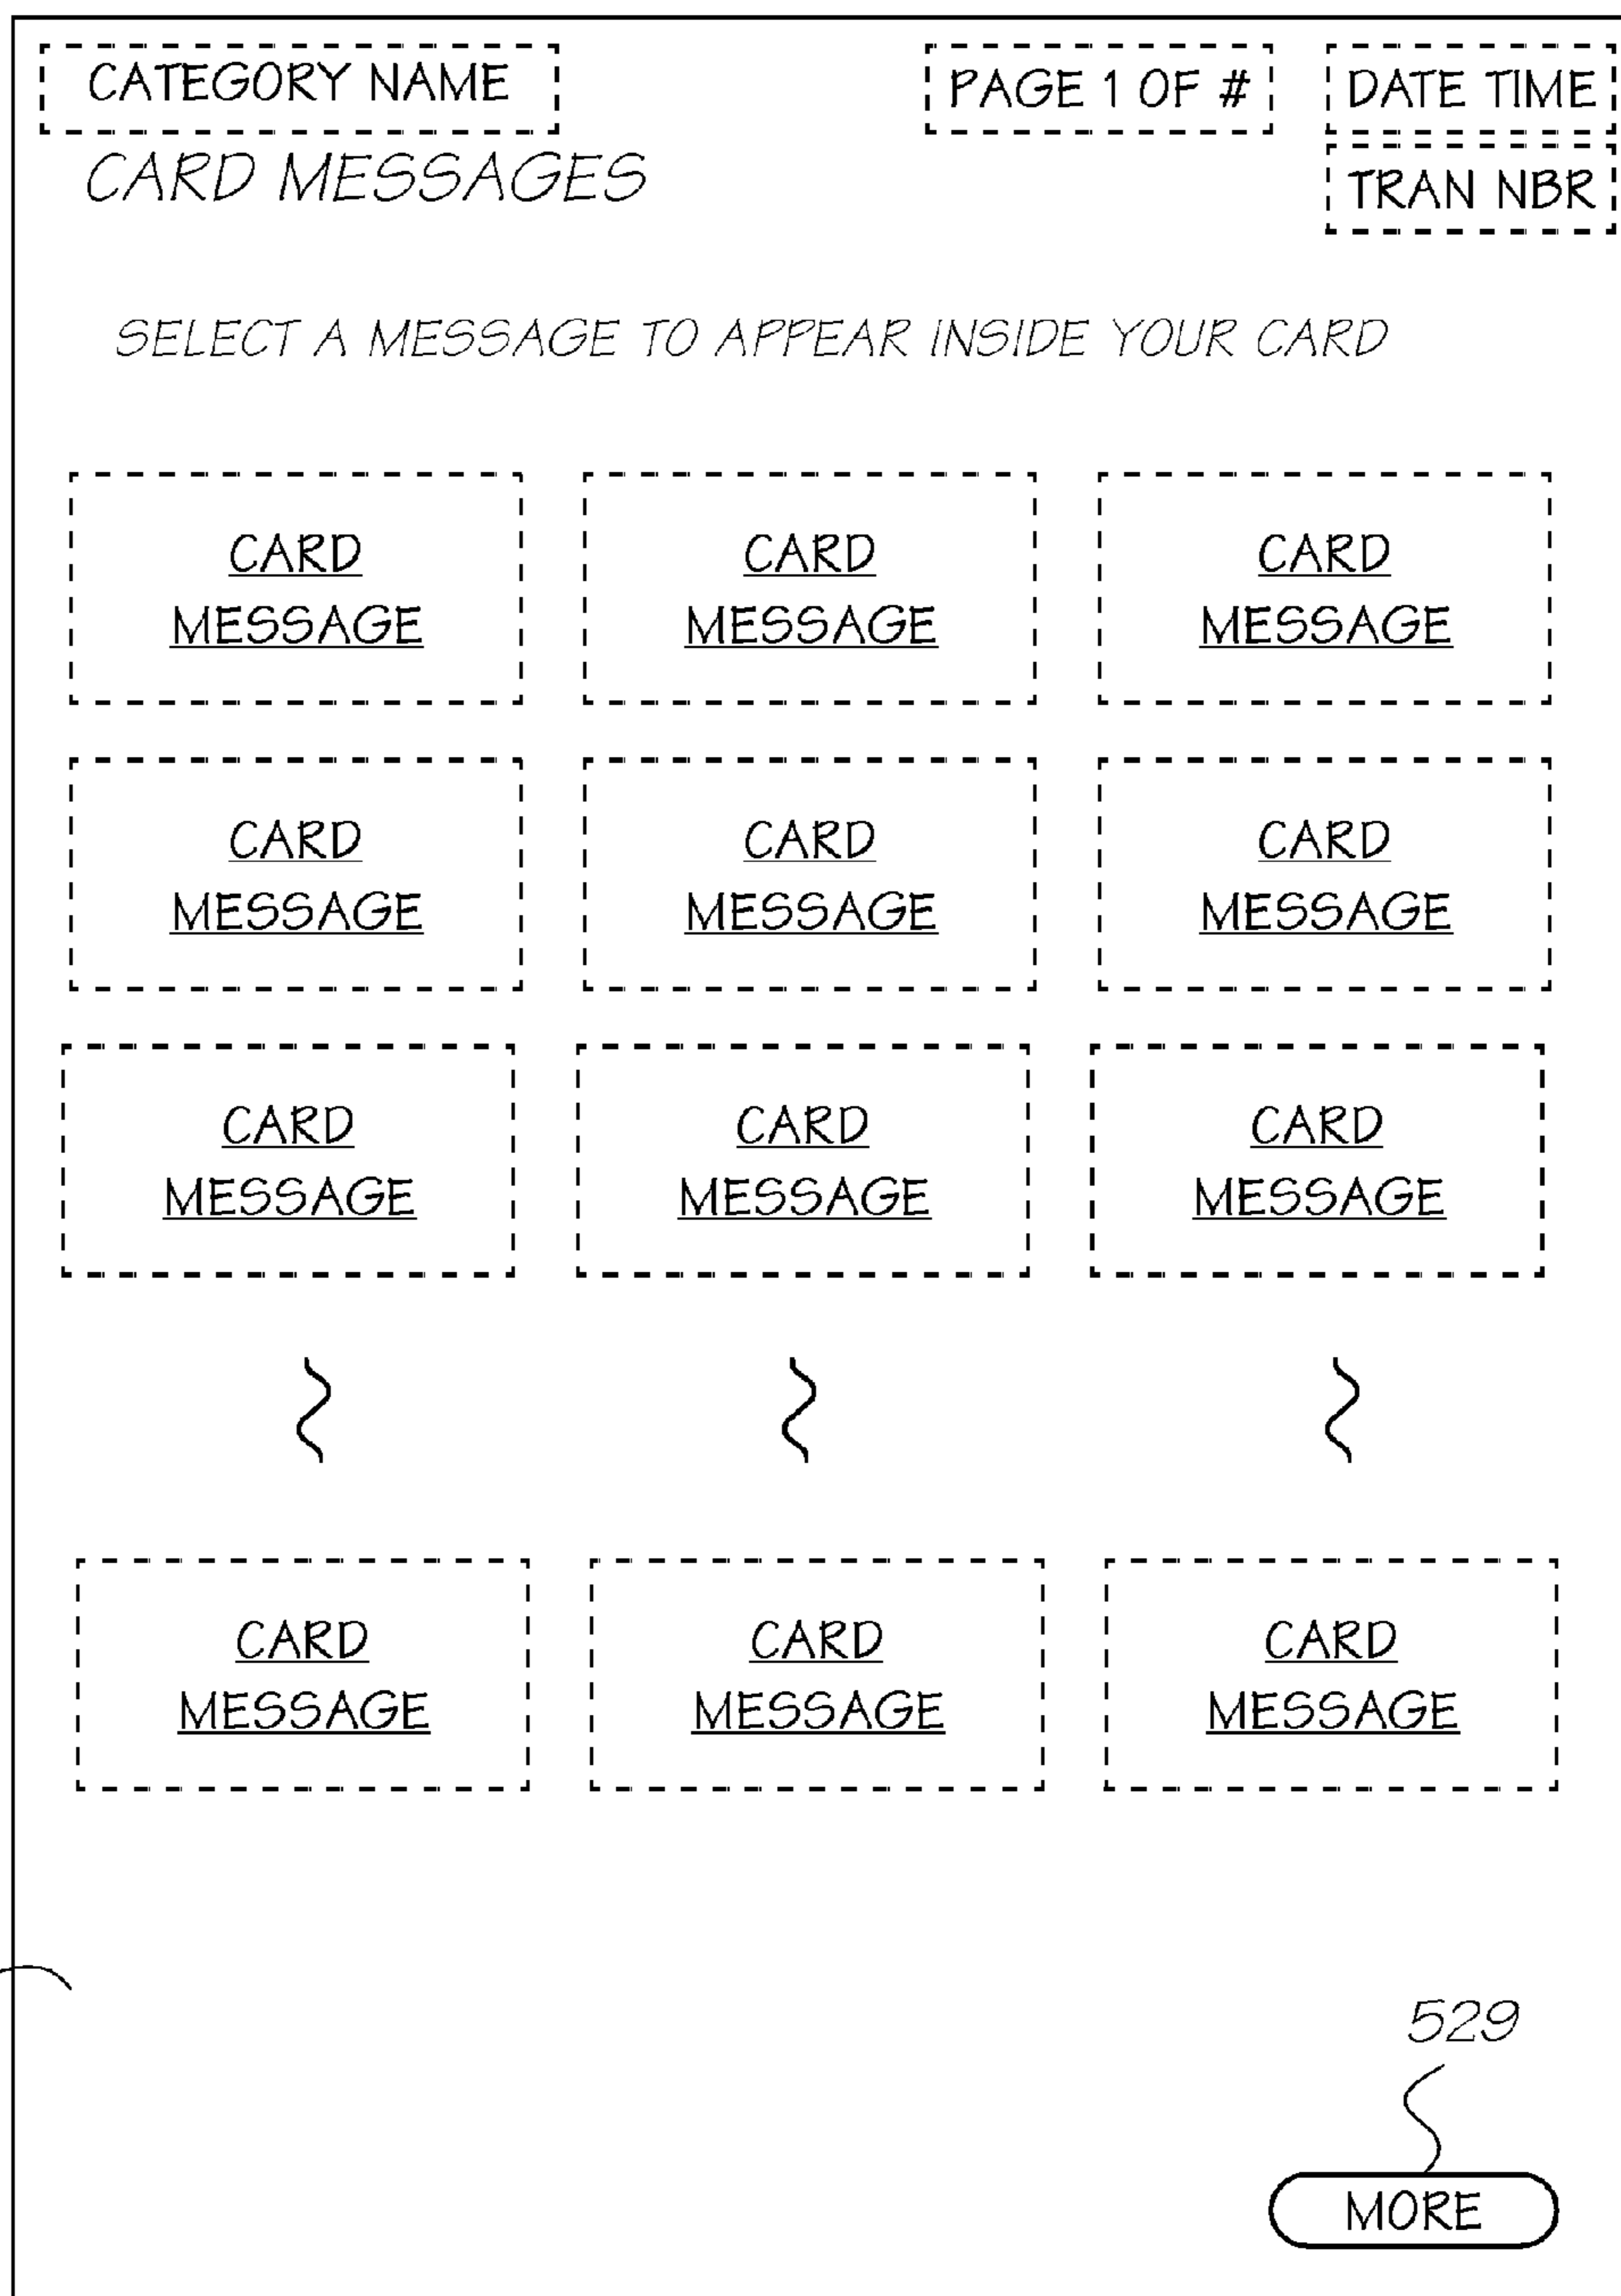 CATEGORY NAME PAGE 1 OF # DATE TIME
CARD MESSAGES TRAN NBR
SELECT A MESSAGE TO APPEAR INSIDE YOUR CARD
CARD CARD CARD
MESSAGE MESSAGE MESSAGE
CARD CARD CARD
MESSAGE MESSAGE MESSAGE
CARD CARD CARD
MESSAGE MESSAGE MESSAGE
CARD CARD CARD
MESSAGE MESSAGE MESSAGE
529
MORE